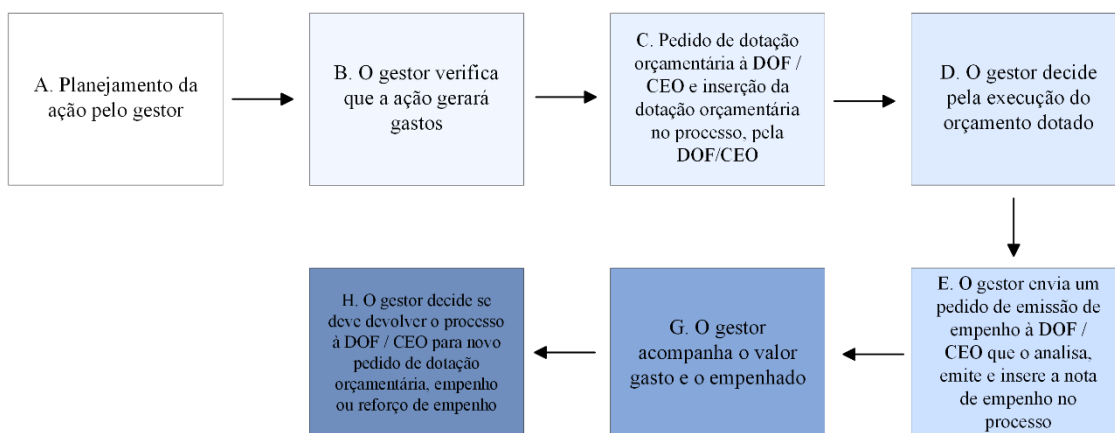 A. Planejamento da
ação pelo gestor
B. O gestor verifica
que a ação gerará
gastos
C. Pedido de dotação
orçamentária à DOF /
CEO e inserção da
dotação orçamentária
no processo, pela
DOF/CEO
D. O gestor decide
pela execução do
orçamento dotado
E. O gestor envia um
pedido de emissão de
empenho à DOF /
CEO que o analisa,
emite e insere a nota
de empenho no
processo
G. O gestor
acompanha o valor
gasto e o empenhado
H. O gestor decide se
deve devolver o processo
à DOF / CEO para novo
pedido de dotação
orçamentária, empenho
ou reforço de empenho